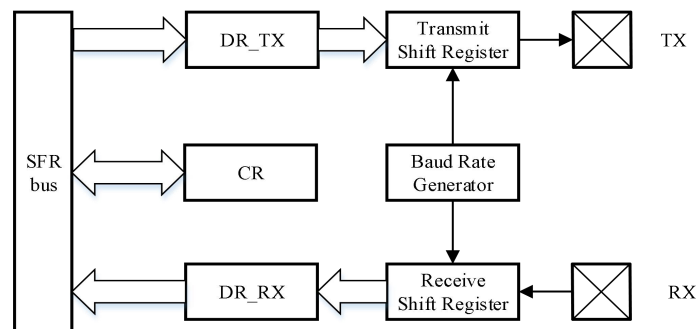 DR_TX
Transmit
Shift Register
TX
SFR
bus
CR
Baud Rate
Generator
DR_RX
Receive
Shift Register
RX